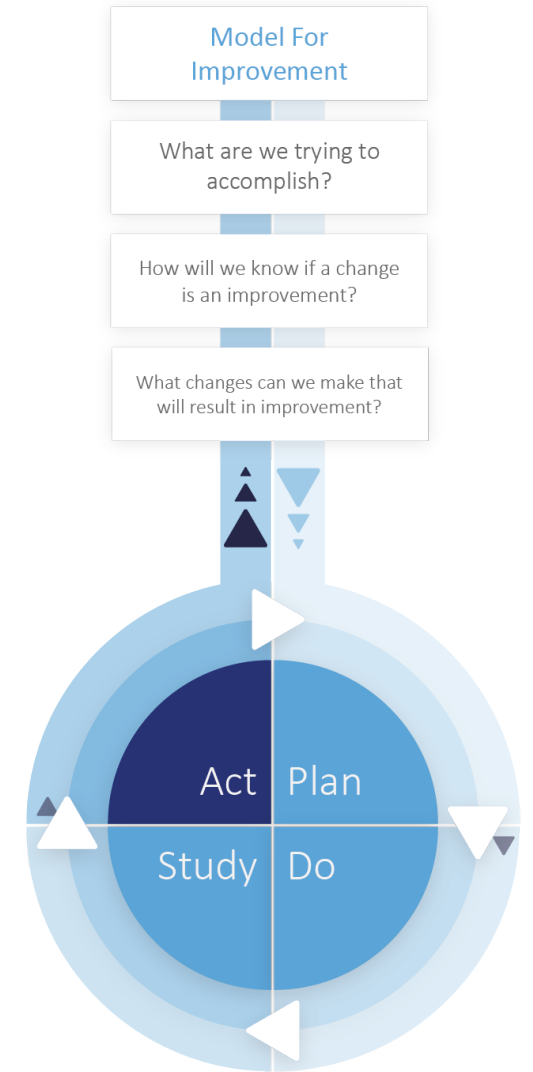 Model For
Improvement
What are we trying to
accomplish?
How will we know if a change
is an improvement?
What changes can we make that
will result in improvement?
Act
Plan
Study
Do